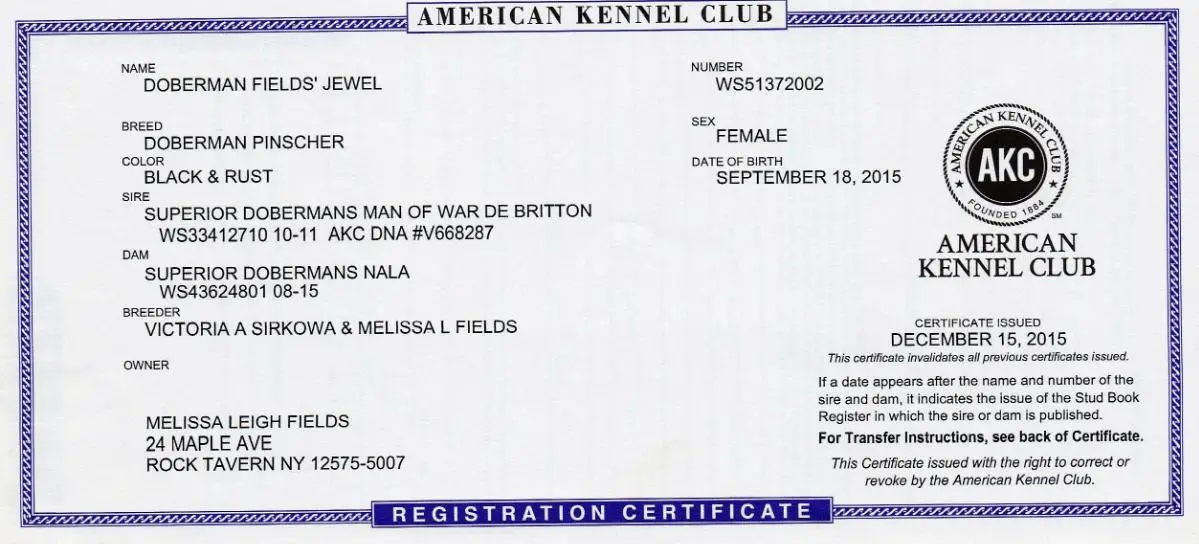 AMERICAN KENNEL CLUB
NAME
DOBERMAN FIELDS' JEWEL
NUMBER
WS51372002
BREED
DOBERMAN PINSCHER
SEX
FEMALE
COLOR
BLACK & RUST
DATE OF BIRTH
SEPTEMBER 18, 2015
SIRE
SUPERIOR DOBERMANS MAN OF WAR DE BRITTON
WS33412710 10-11 AKC DNA #V668287
DAM
SUPERIOR DOBERMANS NALA
WS43624801 08-15
BREEDER
VICTORIA A SIRKOWA & MELISSA L FIELDS
OWNER
MELISSA LEIGH FIELDS
24 MAPLE AVE
ROCK TAVERN NY 12575-5007
AMERICAN KENNEL CLUB
AKC
FOUNDED 1884
SM
AMERICAN
KENNEL CLUB
CERTIFICATE ISSUED
DECEMBER 15, 2015
This certificate invalidates all previous certificates issued.
If a date appears after the name and number of the
sire and dam, it indicates the issue of the Stud Book
Register in which the sire or dam is published.
For Transfer Instructions, see back of Certificate.
This Certificate issued with the right to correct or
revoke by the American Kennel Club.
REGISTRATION CERTIFICATE